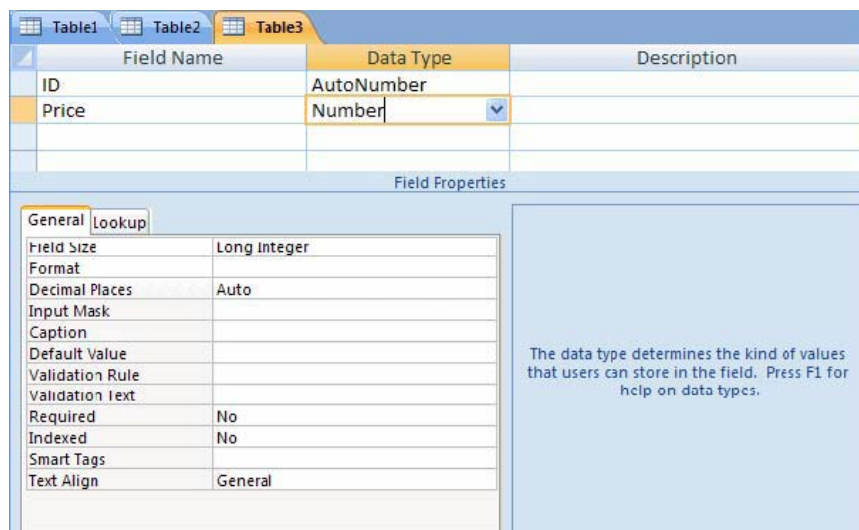 Table1 Table2 Table3
Field Name Data Type Description
ID AutoNumber
Price Number
Field Properties
General Lookup
Field Size Long Integer
Format
Decimal Places Auto
Input Mask
Caption
Default Value
Validation Rule
Validation Text
Required No
Indexed No
Smart Tags
Text Align General
The data type determines the kind of values
that users can store in the field. Press F1 for
help on data types.